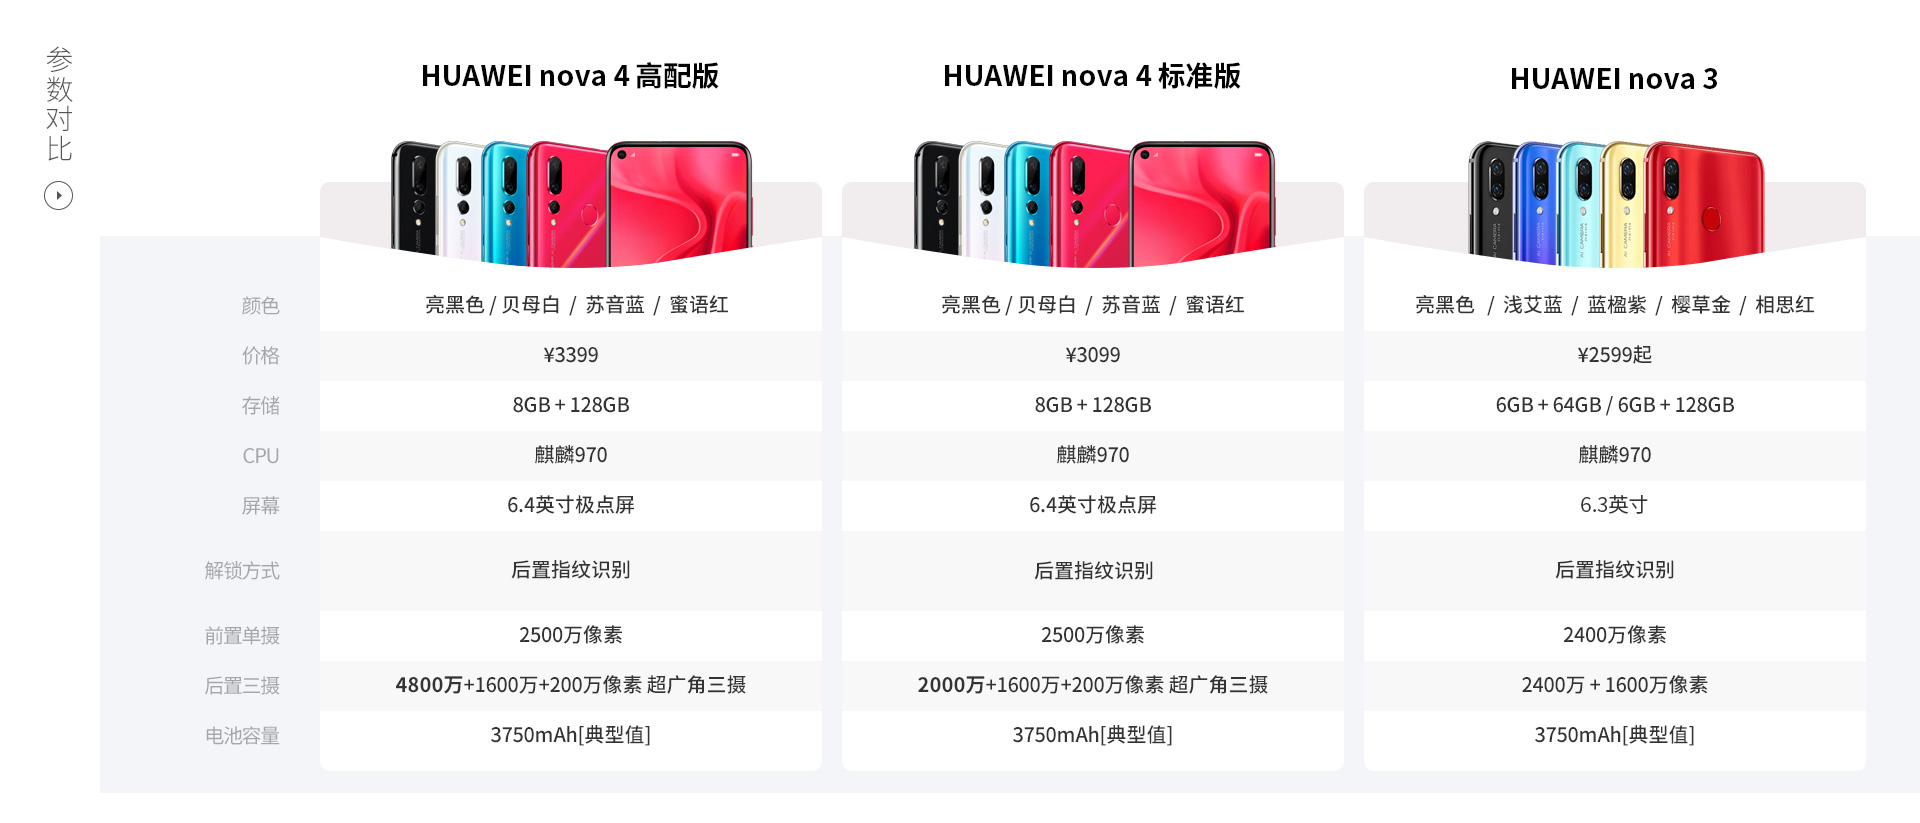 参数对比
HUAWEI nova 4 高配版
HUAWEI nova 4 标准版
HUAWEI nova 3
颜色
亮黑色 / 贝母白 / 苏音蓝 / 蜜语红
亮黑色 / 贝母白 / 苏音蓝 / 蜜语红
亮黑色 / 浅艾蓝 / 蓝楹紫 / 樱草金 / 相思红
价格
¥3399
¥3099
¥2599起
存储
8GB + 128GB
8GB + 128GB
6GB + 64GB / 6GB + 128GB
CPU
麒麟970
麒麟970
麒麟970
屏幕
6.4英寸极点屏
6.4英寸极点屏
6.3英寸
解锁方式
后置指纹识别
后置指纹识别
后置指纹识别
前置单摄
2500万像素
2500万像素
2400万像素
后置三摄
4800万+1600万+200万像素 超广角三摄
2000万+1600万+200万像素 超广角三摄
2400万 + 1600万像素
电池容量
3750mAh[典型值]
3750mAh[典型值]
3750mAh[典型值]